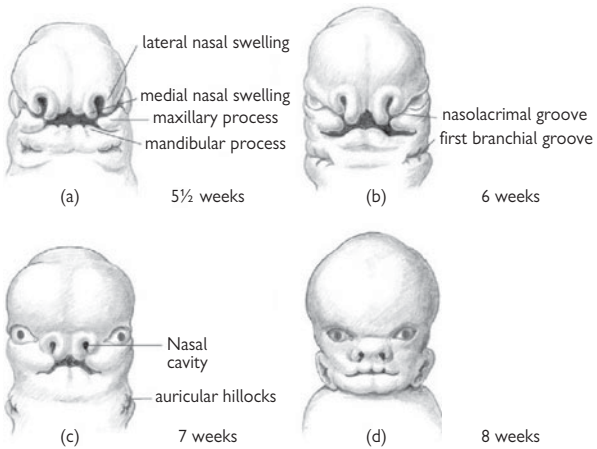 lateral nasal swelling
medial nasal swelling
maxillary process
mandibular process
(a)
5½ weeks
nasolacrimal groove
first branchial groove
(b)
6 weeks
Nasal
cavity
auricular hillocks
(c)
7 weeks
(d)
8 weeks